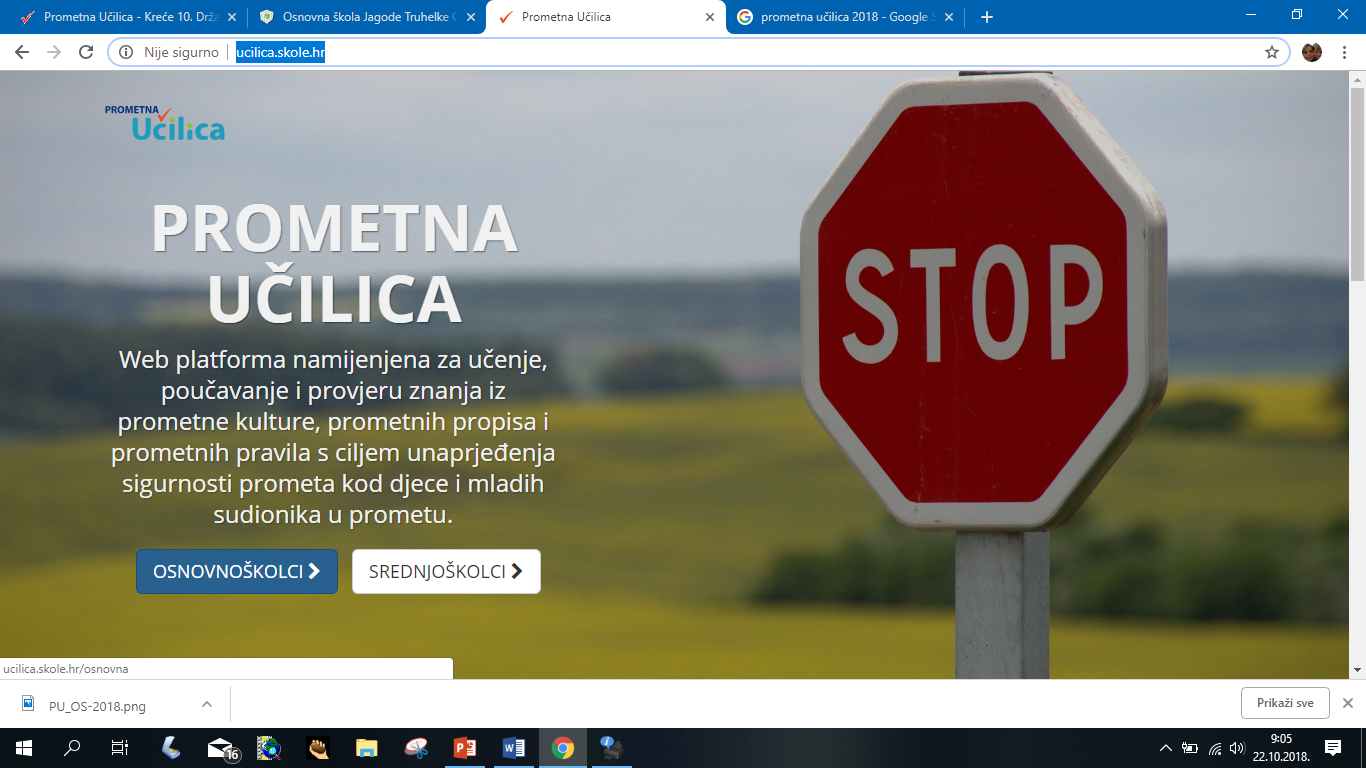 Prometna Učilica - Kreće 10. Drža
Osnovna škola Jagode Truhelke O
Prometna Učilica
prometna učilica 2018 - Google S
Nije sigurno
ucilica.skole.hr
PROMETNA
Učilica
PROMETNA
UČILICA
Web platforma namijenjena za učenje,
poučavanje i provjeru znanja iz
prometne kulture, prometnih propisa i
prometnih pravila s ciljem unaprjeđenja
sigurnosti prometa kod djece i mladih
sudionika u prometu.
OSNOVNOŠKOLCI
SREDNJOŠKOLCI
STOP
ucilica.skole.hr/osnovna
PU_OS-2018.png
Prikaži sve
16
9:05
22.10.2018.